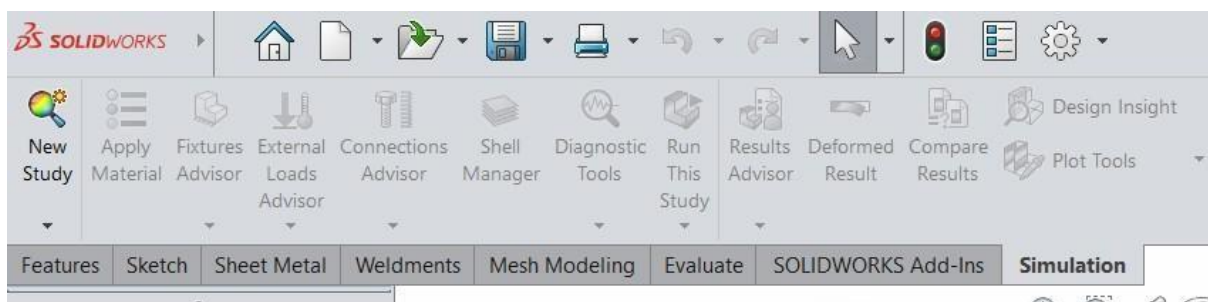 SOLIDWORKS
New Study
Apply Material
Fixtures Advisor
External Loads Advisor
Connections Advisor
Shell Manager
Diagnostic Tools
Run This Study
Results Advisor
Deformed Result
Compare Results
Design Insight
Plot Tools
Features Sketch Sheet Metal Weldments Mesh Modeling Evaluate SOLIDWORKS Add-Ins Simulation